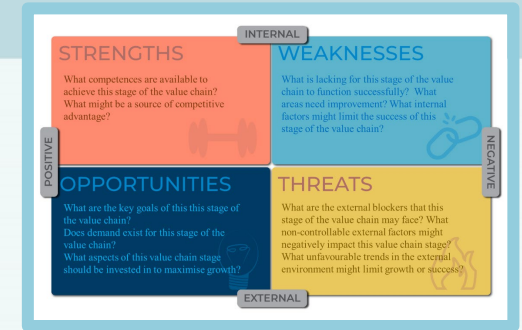 INTERNAL
STRENGTHS
What competences are available to
achieve this stage of the value chain?
What might be a source of competitive
advantage?
WEAKNESSES
What is lacking for this stage of the value
chain to function successfully? What
areas need improvement? What internal
factors might limit the success of this
stage of the value chain?
POSITIVE
NEGATIVE
OPPORTUNITIES
What are the key goals of this this stage of
the value chain?
Does demand exist for this stage of the
value chain?
What aspects of this value chain stage
should be invested in to maximise growth?
THREATS
What are the external blockers that this
stage of the value chain may face? What
non-controllable external factors might
negatively impact this value chain stage?
What unfavourable trends in the external
environment might limit growth or success?
EXTERNAL